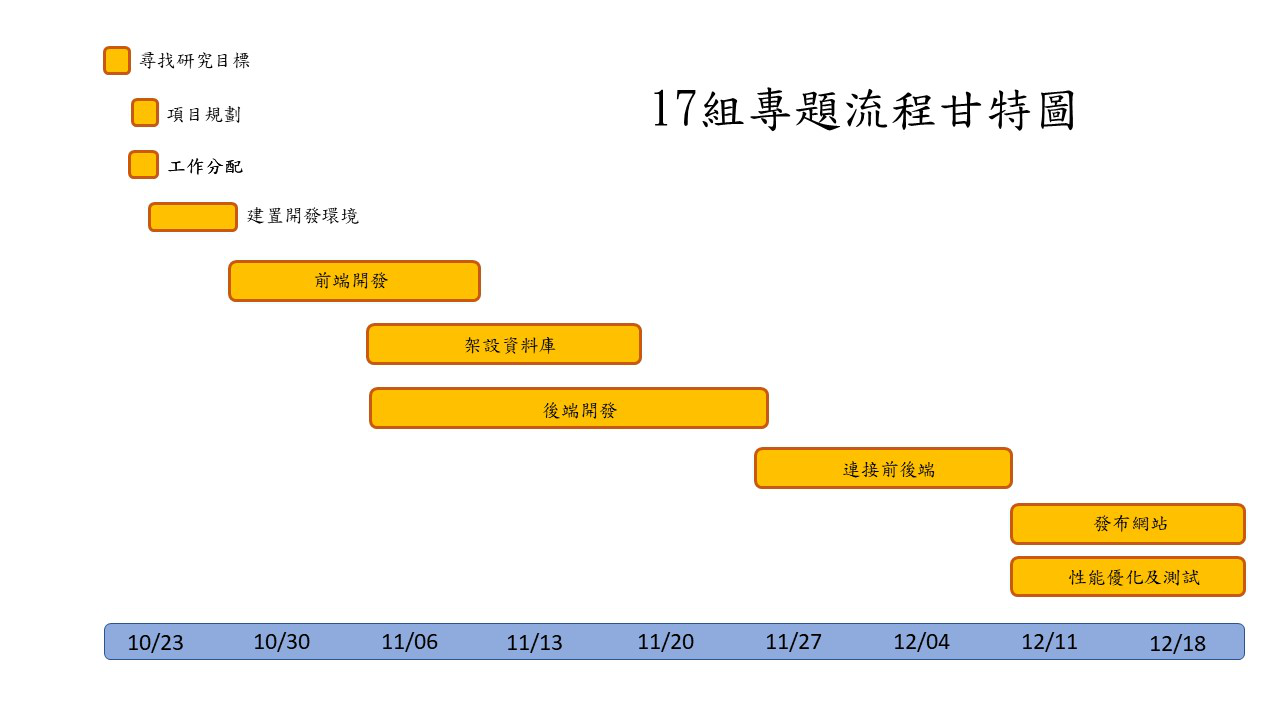 尋找研究目標
17組專題流程甘特圖
項目規劃
工作分配
建置開發環境
前端開發
架設資料庫
後端開發
連接前後端
發布網站
性能優化及測試
10/23 10/30 11/06 11/13 11/20 11/27 12/04 12/11 12/18